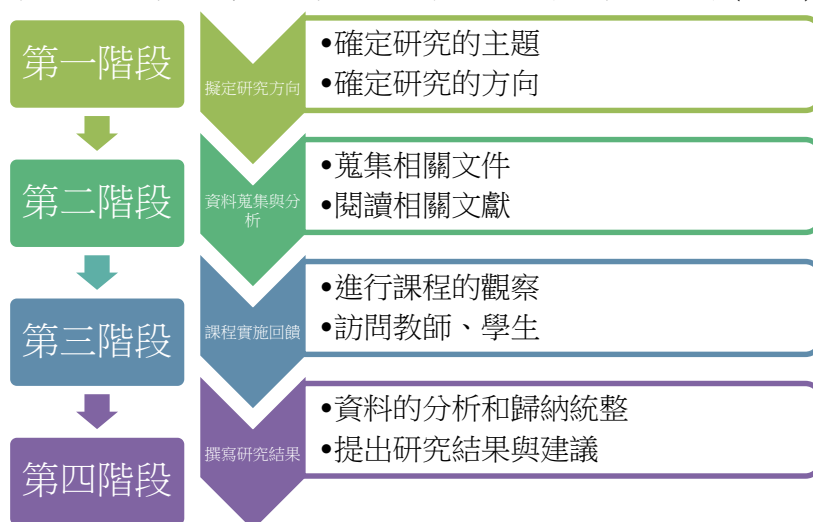 第一階段
擬定研究方向
•確定研究的主題
•確定研究的方向
第二階段
資料蒐集與分
析
•蒐集相關文件
•閱讀相關文獻
第三階段
課程實施回饋
•進行課程的觀察
•訪問教師、學生
第四階段
撰寫研究結果
•資料的分析和歸納統整
•提出研究結果與建議